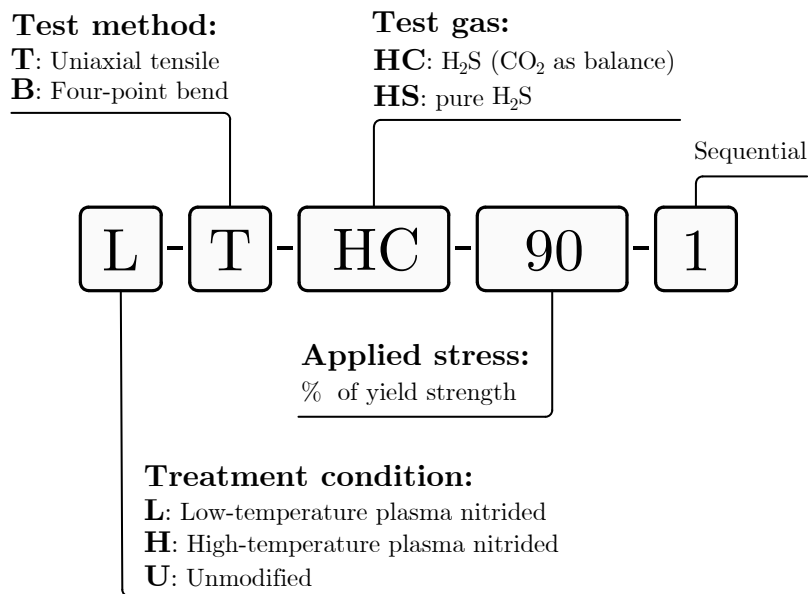 Test method:
T: Uniaxial tensile
B: Four-point bend
Test gas:
HC: H₂S (CO₂ as balance)
HS: pure H₂S
Sequential
L - T - HC - 90 - 1
Applied stress:
% of yield strength
Treatment condition:
L: Low-temperature plasma nitrided
H: High-temperature plasma nitrided
U: Unmodified